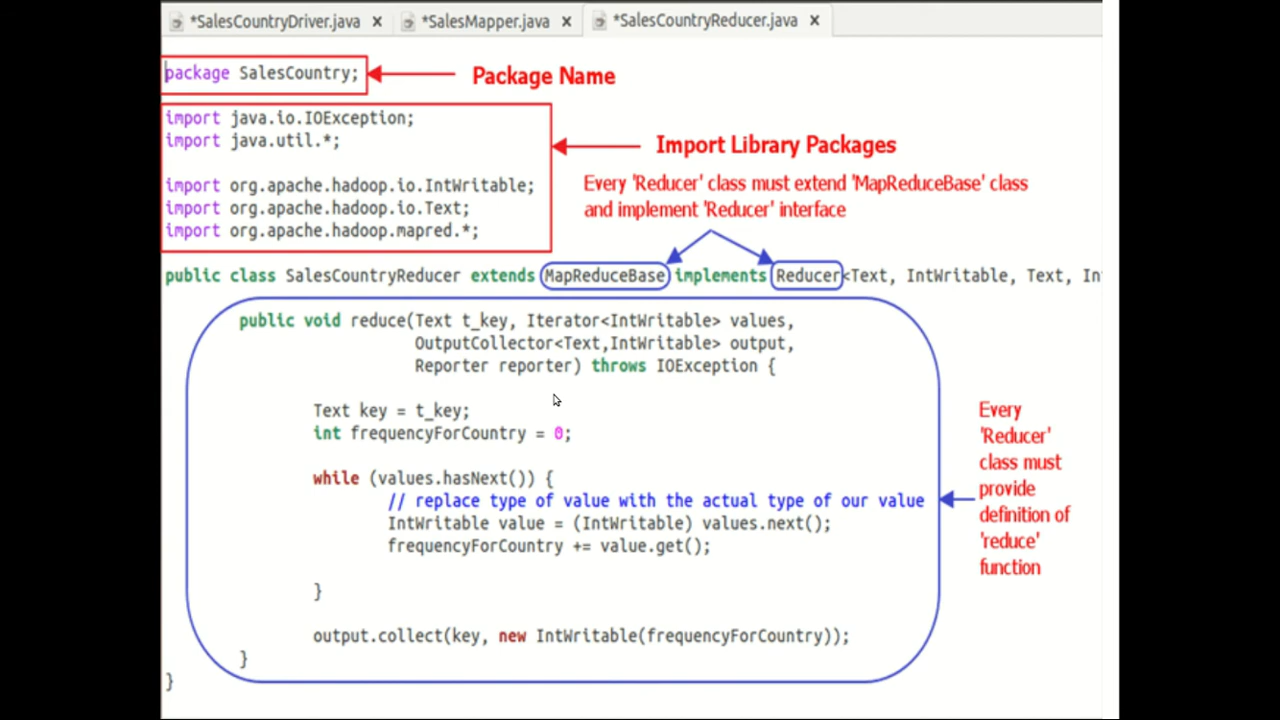 *SalesCountryDriver.java
*SalesMapper.java
*SalesCountryReducer.java
package SalesCountry;
Package Name
import java.io.IOException;
import java.util.*;
import org.apache.hadoop.io.IntWritable;
import org.apache.hadoop.io.Text;
import org.apache.hadoop.mapred.*;
Import Library Packages
Every 'Reducer' class must extend 'MapReduceBase' class
and implement 'Reducer' interface
public class SalesCountryReducer extends MapReduceBase implements Reducer<Text, IntWritable, Text, In
public void reduce(Text t_key, Iterator<IntWritable> values,
OutputCollector<Text,IntWritable> output,
Reporter reporter) throws IOException {
Text key = t_key;
int frequencyForCountry = 0;
while (values.hasNext()) {
// replace type of value with the actual type of our value
IntWritable value = (IntWritable) values.next();
frequencyForCountry += value.get();
}
output.collect(key, new IntWritable(frequencyForCountry));
}
}
Every
'Reducer'
class must
provide
definition of
'reduce'
function